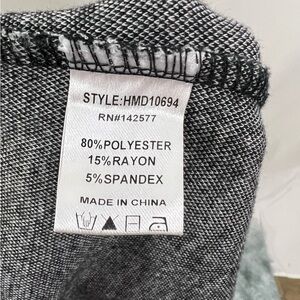 STYLE:HMD10694
RN#142577
80%POLYESTER
15%RAYON
5%SPANDEX
MADE IN CHINA